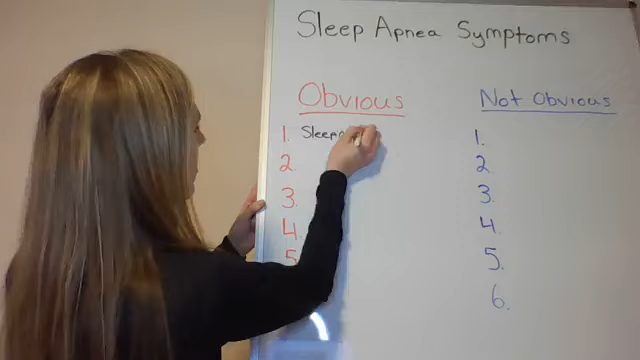 Sleep Apnea Symptoms
Obvious
1. Sleep
2.
3.
4.
5.
Not Obvious
1.
2.
3.
4.
5.
6.